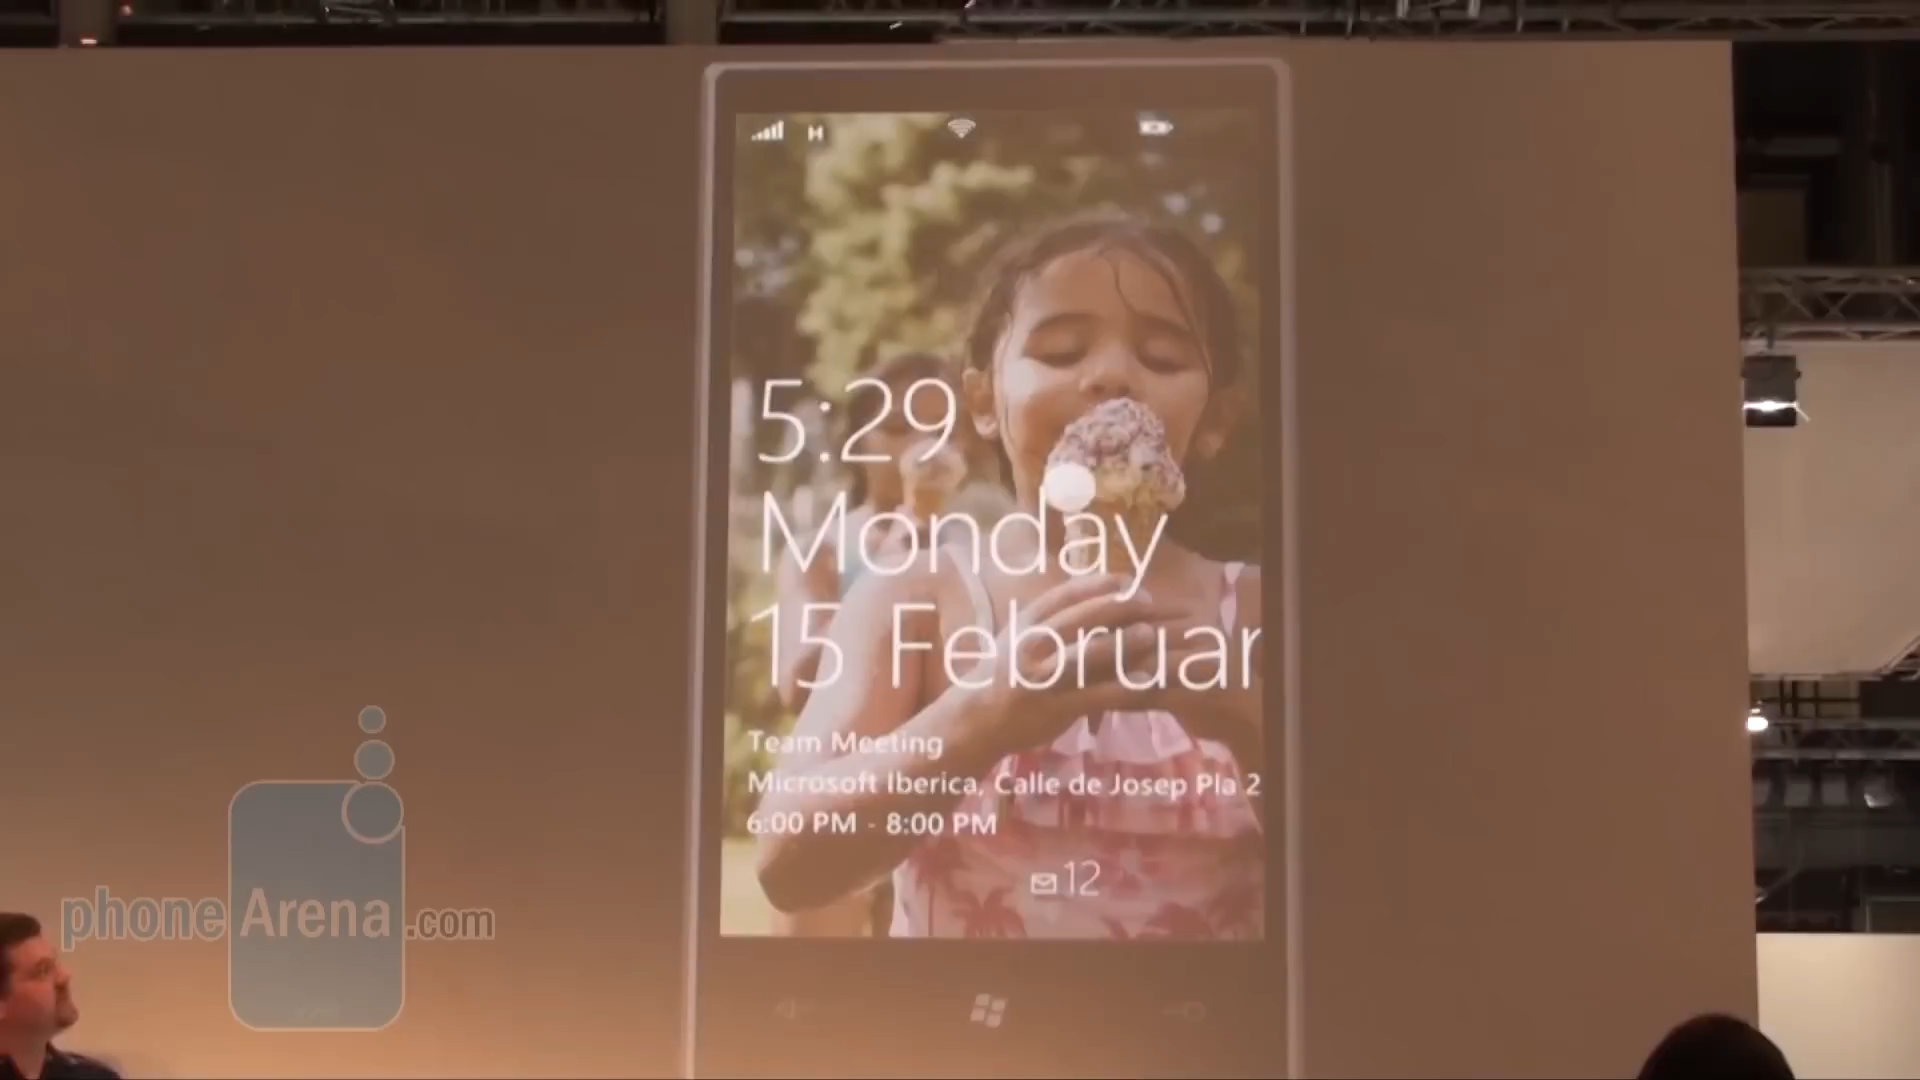 H
5:29
Monday
15 Februar
Team Meeting
Microsoft Iberica, Calle de Josep Pla 2
6:00 PM - 8:00 PM
12
phoneArena.com